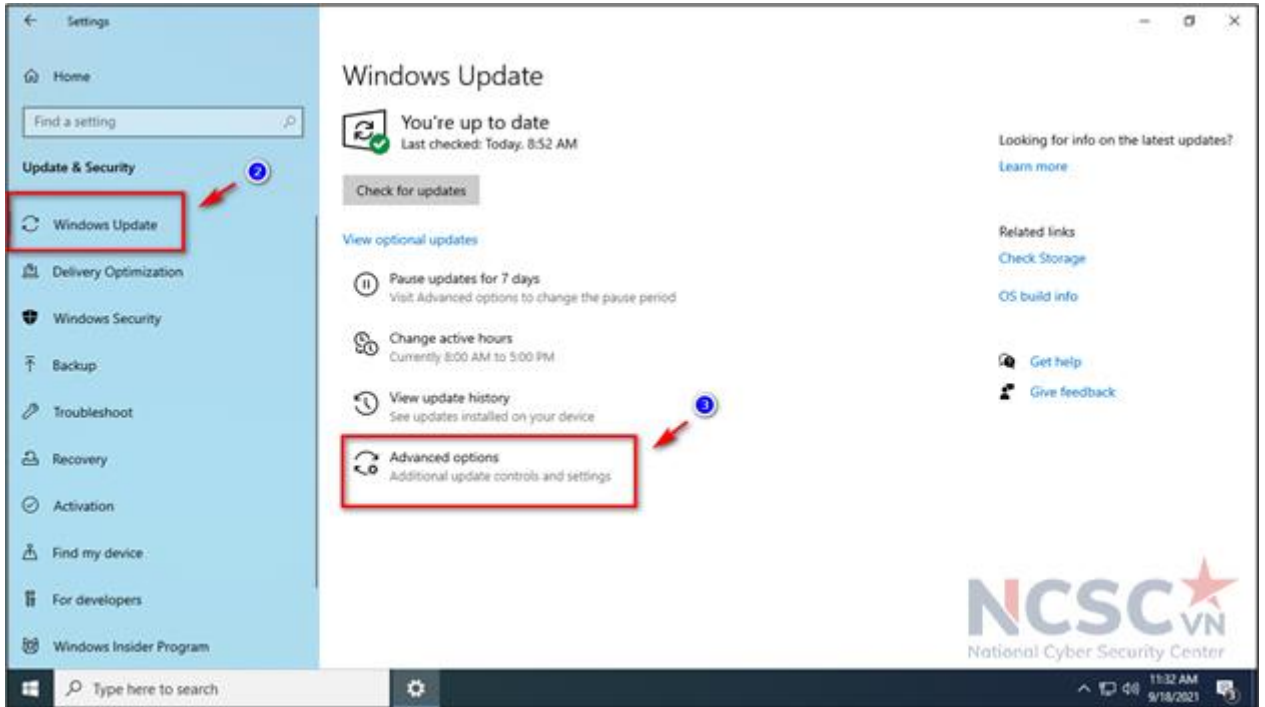 Settings
Home
Find a setting
Update & Security
2
Windows Update
Delivery Optimization
Windows Security
Backup
Troubleshoot
Recovery
Activation
Find my device
For developers
Windows Insider Program
Windows Update
You're up to date
Last checked: Today, 8:52 AM
Check for updates
View optional updates
Pause updates for 7 days
Visit Advanced options to change the pause period
Change active hours
Currently 8:00 AM to 5:00 PM
View update history
See updates installed on your device
3
Advanced options
Additional update controls and settings
Looking for info on the latest updates?
Learn more
Related links
Check Storage
OS build info
Get help
Give feedback
NCSC
VN
National Cyber Security Center
Type here to search
11:32 AM
9/18/2021
3